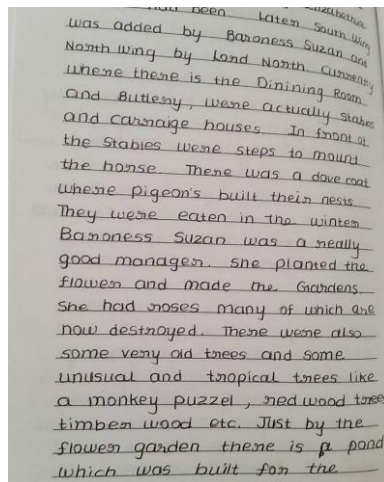 been Later South Wing
was added by Baroness Suzan and
North wing by Lord North. Currently
where there is the Dinining Room
and Butlery, were actually stables
and carraige houses. In front of
the stables were steps to mount
the horse. There was a dove coat
where pigeon's built their nests
They were eaten in the winter
Baroness Suzan was a really
good manager. she planted the
flower and made the Gardens.
she had roses many of which are
now destroyed. There were also
some very old trees and some
unusual and tropical trees like
a monkey puzzel, red wood trees
timber wood etc. Just by the
flower garden there is a pond
which was built for the